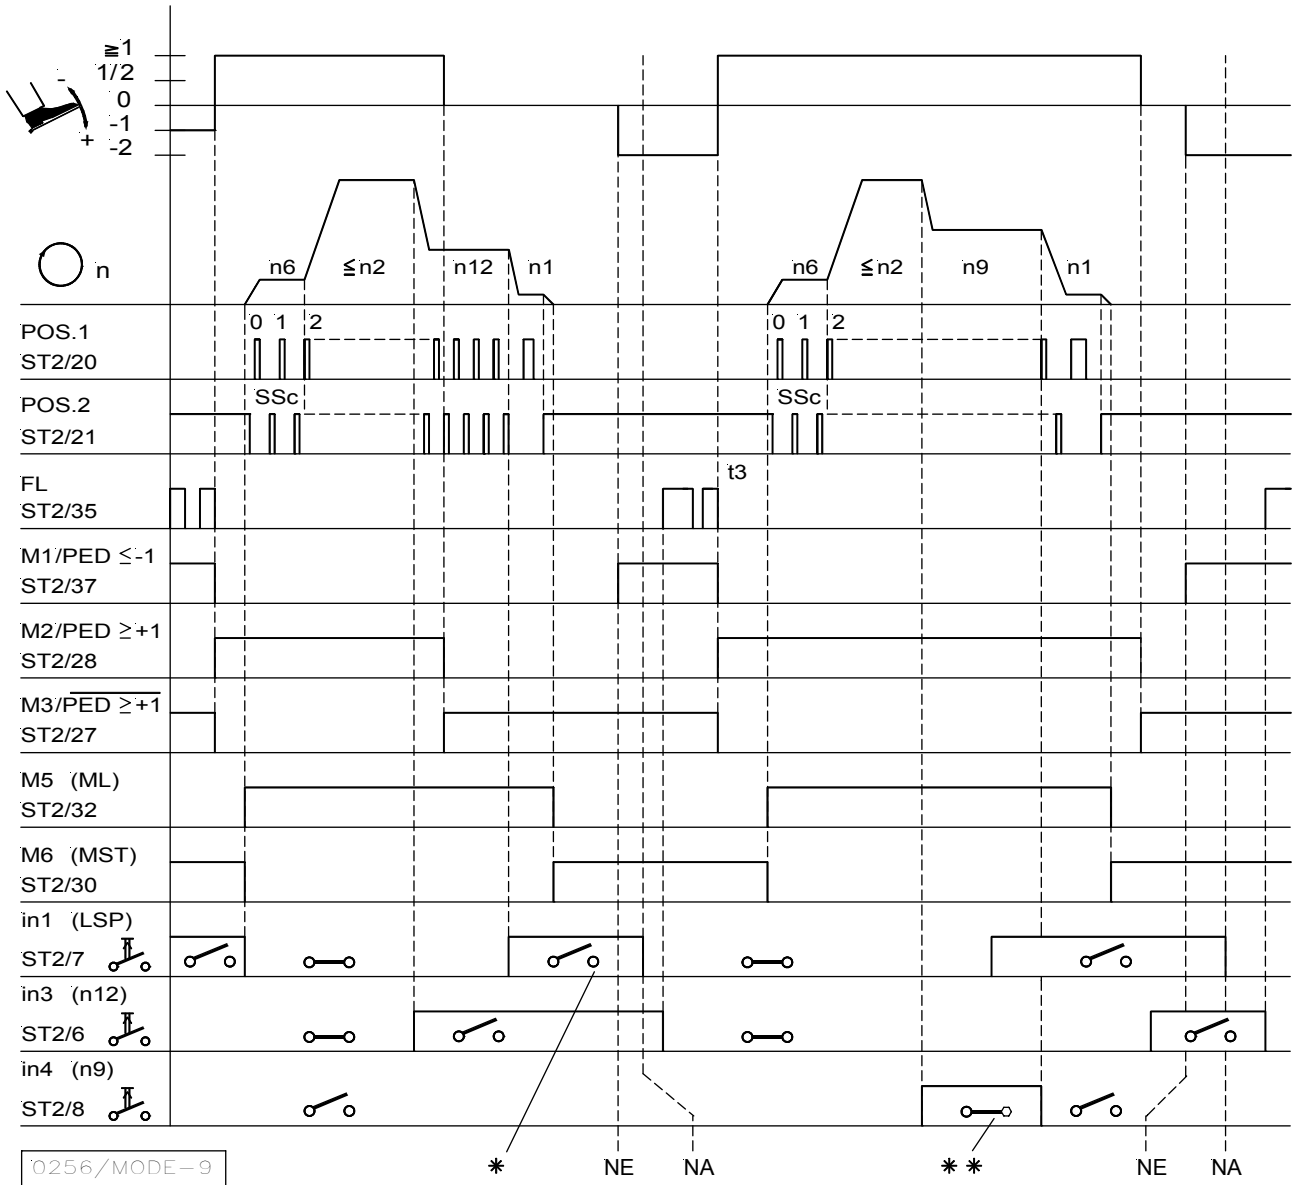 ≧1
1/2
0
-1
-2
-
+
n
n6
≦n2
n12
n1
n6
≦n2
n9
n1
POS.1
ST2/20
0 1 2
0 1 2
POS.2
ST2/21
SSc
SSc
FL
ST2/35
t3
M1/PED ≤-1
ST2/37
M2/PED ≥+1
ST2/28
M3/PED ≥+1
ST2/27
M5 (ML)
ST2/32
M6 (MST)
ST2/30
in1 (LSP)
ST2/7
in3 (n12)
ST2/6
in4 (n9)
ST2/8
0256/MODE-9
*
NE
NA
**
NE
NA